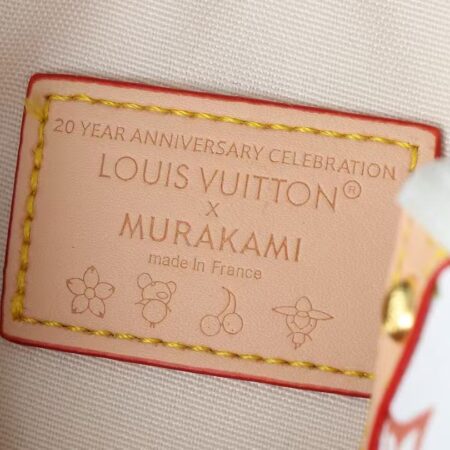 20 YEAR ANNIVERSARY CELEBRATION
LOUIS VUITTON®
x
MURAKAMI
made In France